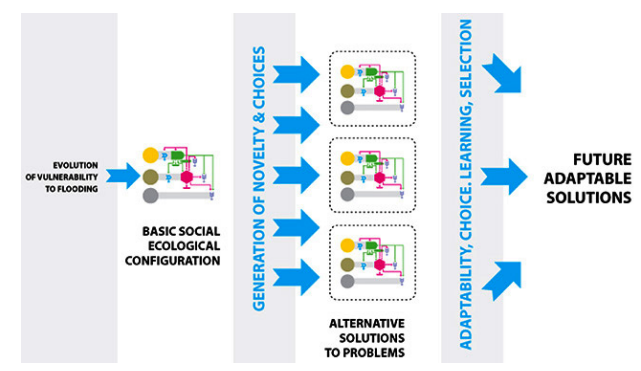 EVOLUTION
OF VULNERABILITY
TO FLOODING
BASIC SOCIAL
ECOLOGICAL
CONFIGURATION
GENERATION OF NOVELTY & CHOICES
ALTERNATIVE
SOLUTIONS
TO PROBLEMS
ADAPTABILITY, CHOICE. LEARNING, SELECTION
FUTURE
ADAPTABLE
SOLUTIONS